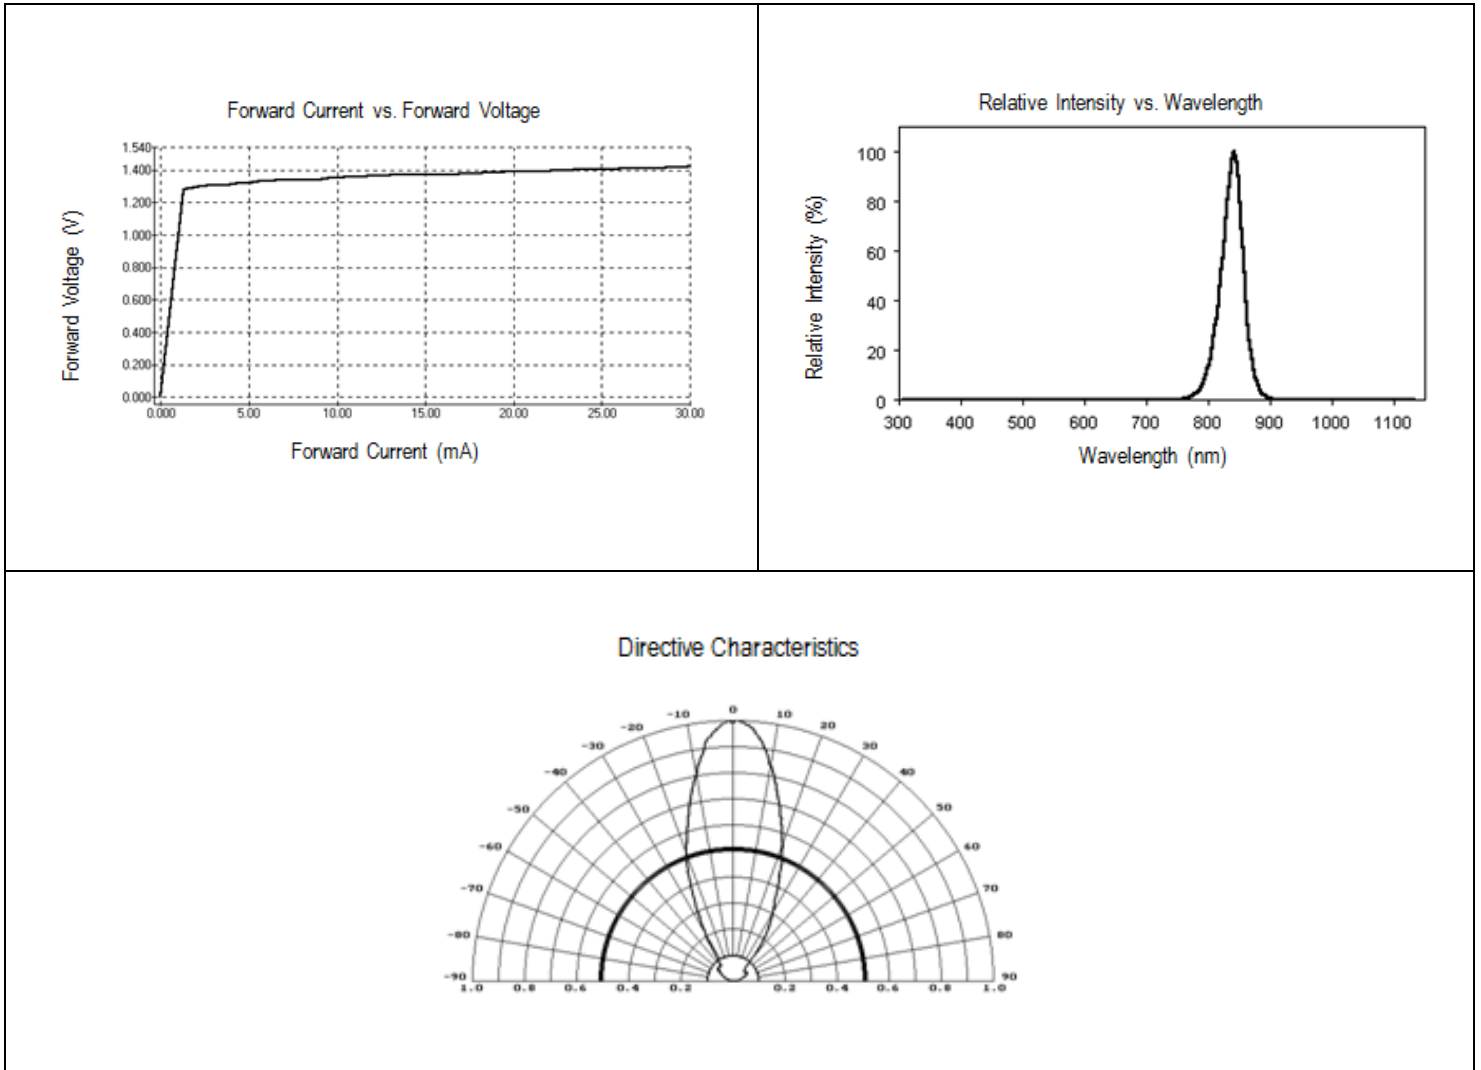 Forward Current vs. Forward Voltage
1.540
1.400
1.200
1.000
0.800
0.600
0.400
0.200
0.000
Forward Voltage (V)
0.000 5.00 10.00 15.00 20.00 25.00 30.00
Forward Current (mA)
Relative Intensity vs. Wavelength
100
80
60
40
20
0
Relative Intensity (%)
300 400 500 600 700 800 900 1000 1100
Wavelength (nm)
Directive Characteristics
-90 -80 -70 -60 -50 -40 -30 -20 -10 0 10 20 30 40 50 60 70 80 90
1.0 0.8 0.6 0.4 0.2 0.2 0.4 0.6 0.8 1.0